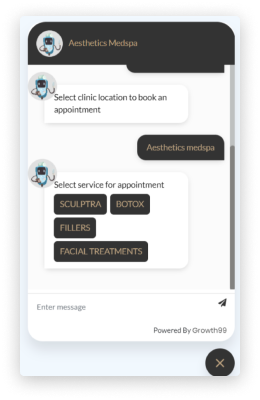 Aesthetics Medspa
Select clinic location to book an
appointment
Aesthetics medspa
Select service for appointment
SCULPTRA BOTOX
FILLERS
FACIAL TREATMENTS
Enter message
Powered By Growth99